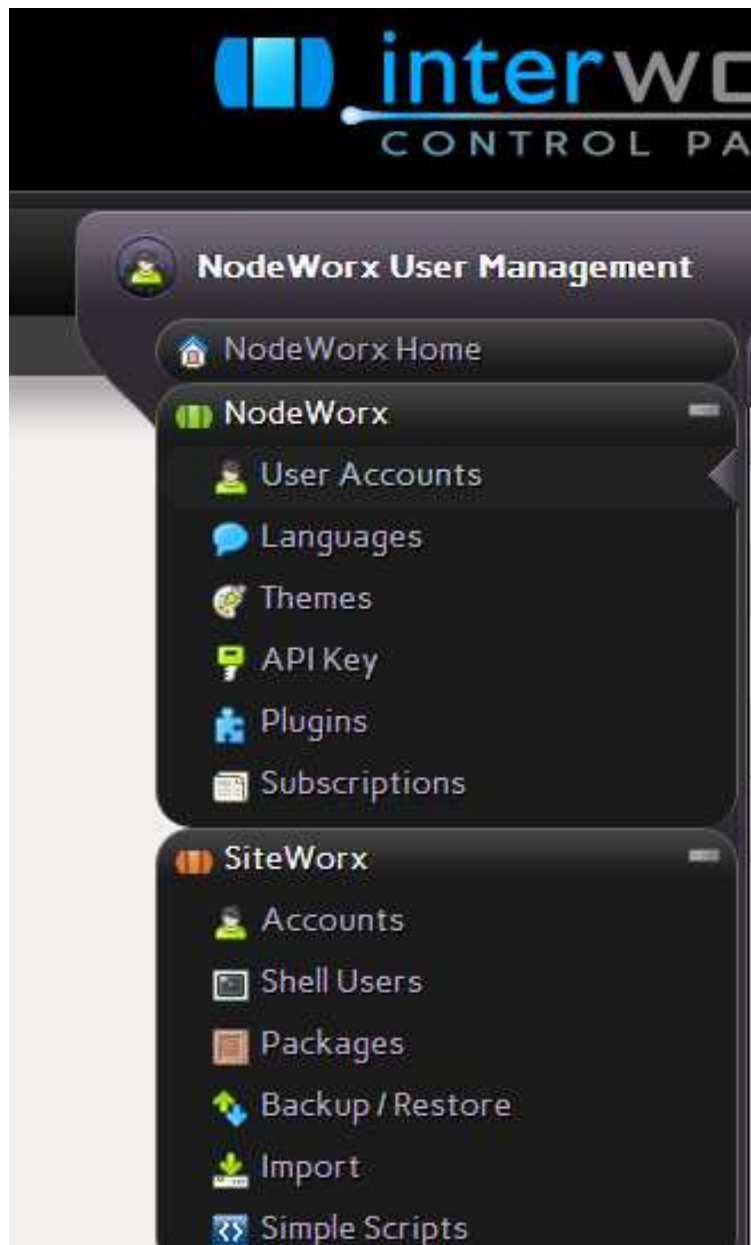 interwo
CONTROL PA
NodeWorx User Management
NodeWorx Home
NodeWorx
User Accounts
Languages
Themes
API Key
Plugins
Subscriptions
SiteWorx
Accounts
Shell Users
Packages
Backup / Restore
Import
Simple Scripts